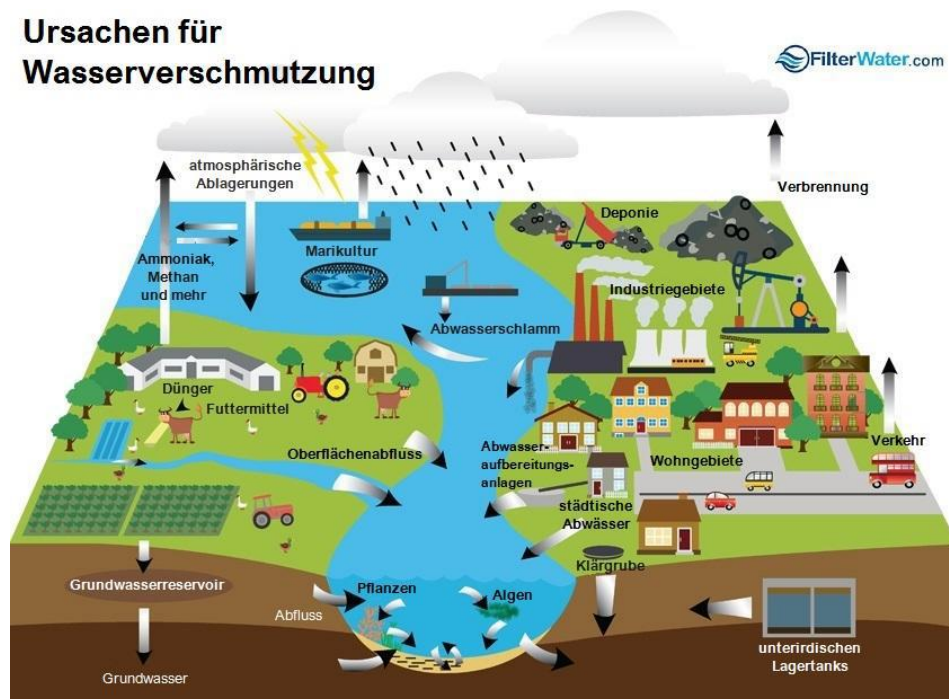 Ursachen für
Wasserverschmutzung
FilterWater.com
atmosphärische
Ablagerungen
Verbrennung
Deponie
Marikultur
Ammoniak,
Methan
und mehr
Industriegebiete
Abwasserschlamm
Dünger
Futtermittel
Oberflächenabfluss
Abwasser-
aufbereitungs-
anlagen
Wohngebiete
Verkehr
städtische
Abwässer
Klärgrube
Grundwasserreservoir
Pflanzen
Algen
Abfluss
unterirdischen
Lagertanks
Grundwasser